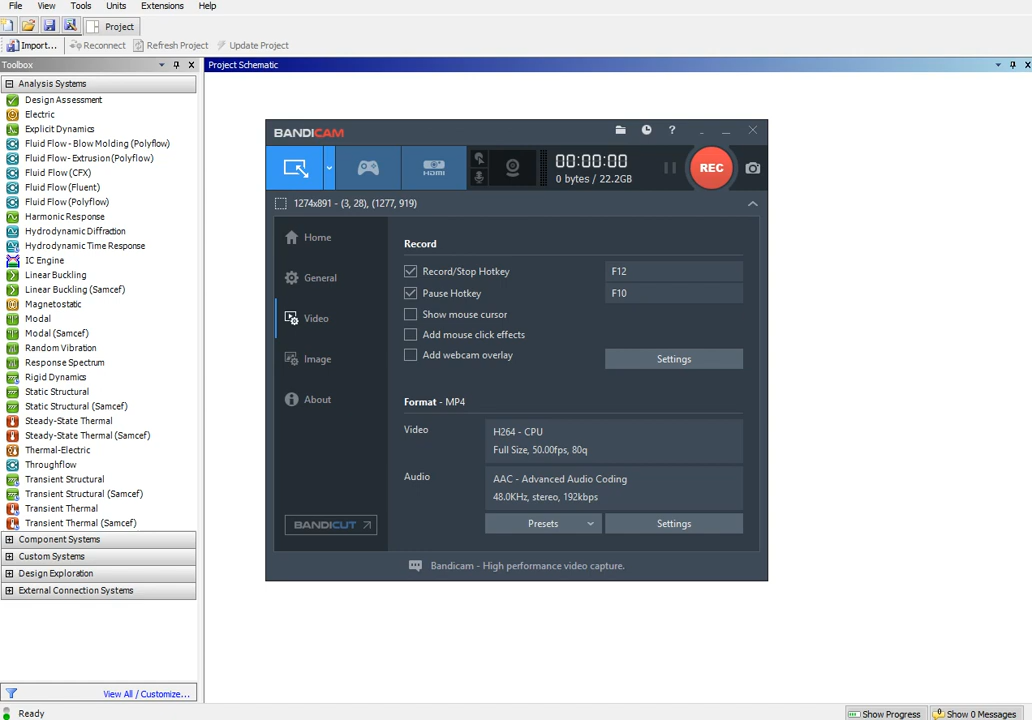 File View Tools Units Extensions Help
Project
Import... Reconnect Refresh Project Update Project
Toolbox
Project Schematic
Analysis Systems
Design Assessment
Electric
Explicit Dynamics
Fluid Flow - Blow Molding (Polyflow)
Fluid Flow - Extrusion (Polyflow)
Fluid Flow (CFX)
Fluid Flow (Fluent)
Fluid Flow (Polyflow)
Harmonic Response
Hydrodynamic Diffraction
Hydrodynamic Time Response
IC Engine
Linear Buckling
Linear Buckling (Samcef)
Magnetostatic
Modal
Modal (Samcef)
Random Vibration
Response Spectrum
Rigid Dynamics
Static Structural
Static Structural (Samcef)
Steady-State Thermal
Steady-State Thermal (Samcef)
Thermal-Electric
Throughflow
Transient Structural
Transient Structural (Samcef)
Transient Thermal
Transient Thermal (Samcef)
Component Systems
Custom Systems
Design Exploration
External Connection Systems
View All / Customize...
Ready
Show Progress
Show 0 Messages
BANDICAM
HDMI
00:00:00
0 bytes / 22.2GB
REC
1274x891 - (3, 28), (1277, 919)
Home
General
Video
Image
About
BANDICUT
Record
Record/Stop Hotkey F12
Pause Hotkey F10
Show mouse cursor
Add mouse click effects
Add webcam overlay
Settings
Format - MP4
Video
H264 - CPU
Full Size, 50.00fps, 80q
Audio
AAC - Advanced Audio Coding
48.0KHz, stereo, 192kbps
Presets
Settings
Bandicam - High performance video capture.